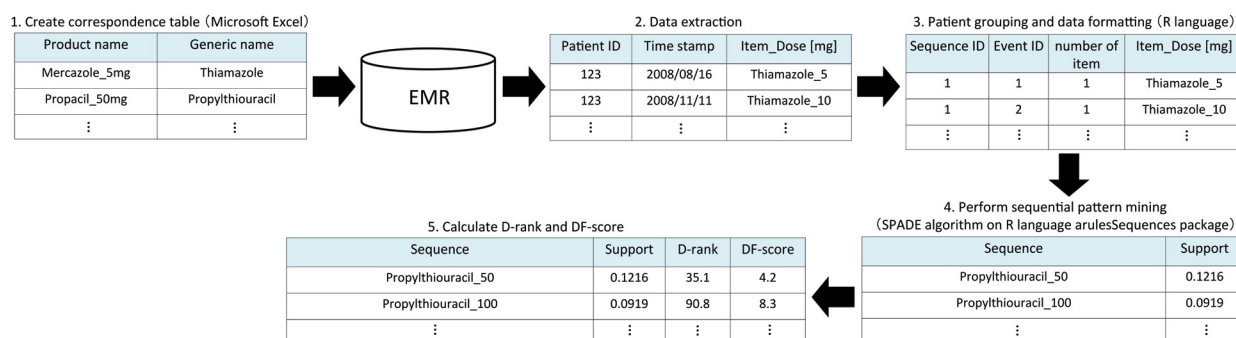 1. Create correspondence table（Microsoft Excel）
Product name Generic name
Mercazole_5mg Thiamazole
Propacil_50mg Propylthiouracil
⋮ ⋮
EMR
2. Data extraction
Patient ID Time stamp Item_Dose [mg]
123 2008/08/16 Thiamazole_5
123 2008/11/11 Thiamazole_10
⋮ ⋮ ⋮
3. Patient grouping and data formatting（R language）
Sequence ID Event ID number of item Item_Dose [mg]
1 1 1 Thiamazole_5
1 2 1 Thiamazole_10
⋮ ⋮ ⋮ ⋮
4. Perform sequential pattern mining
（SPADE algorithm on R language arulesSequences package）
Sequence Support
Propylthiouracil_50 0.1216
Propylthiouracil_100 0.0919
⋮ ⋮
5. Calculate D-rank and DF-score
Sequence Support D-rank DF-score
Propylthiouracil_50 0.1216 35.1 4.2
Propylthiouracil_100 0.0919 90.8 8.3
⋮ ⋮ ⋮ ⋮